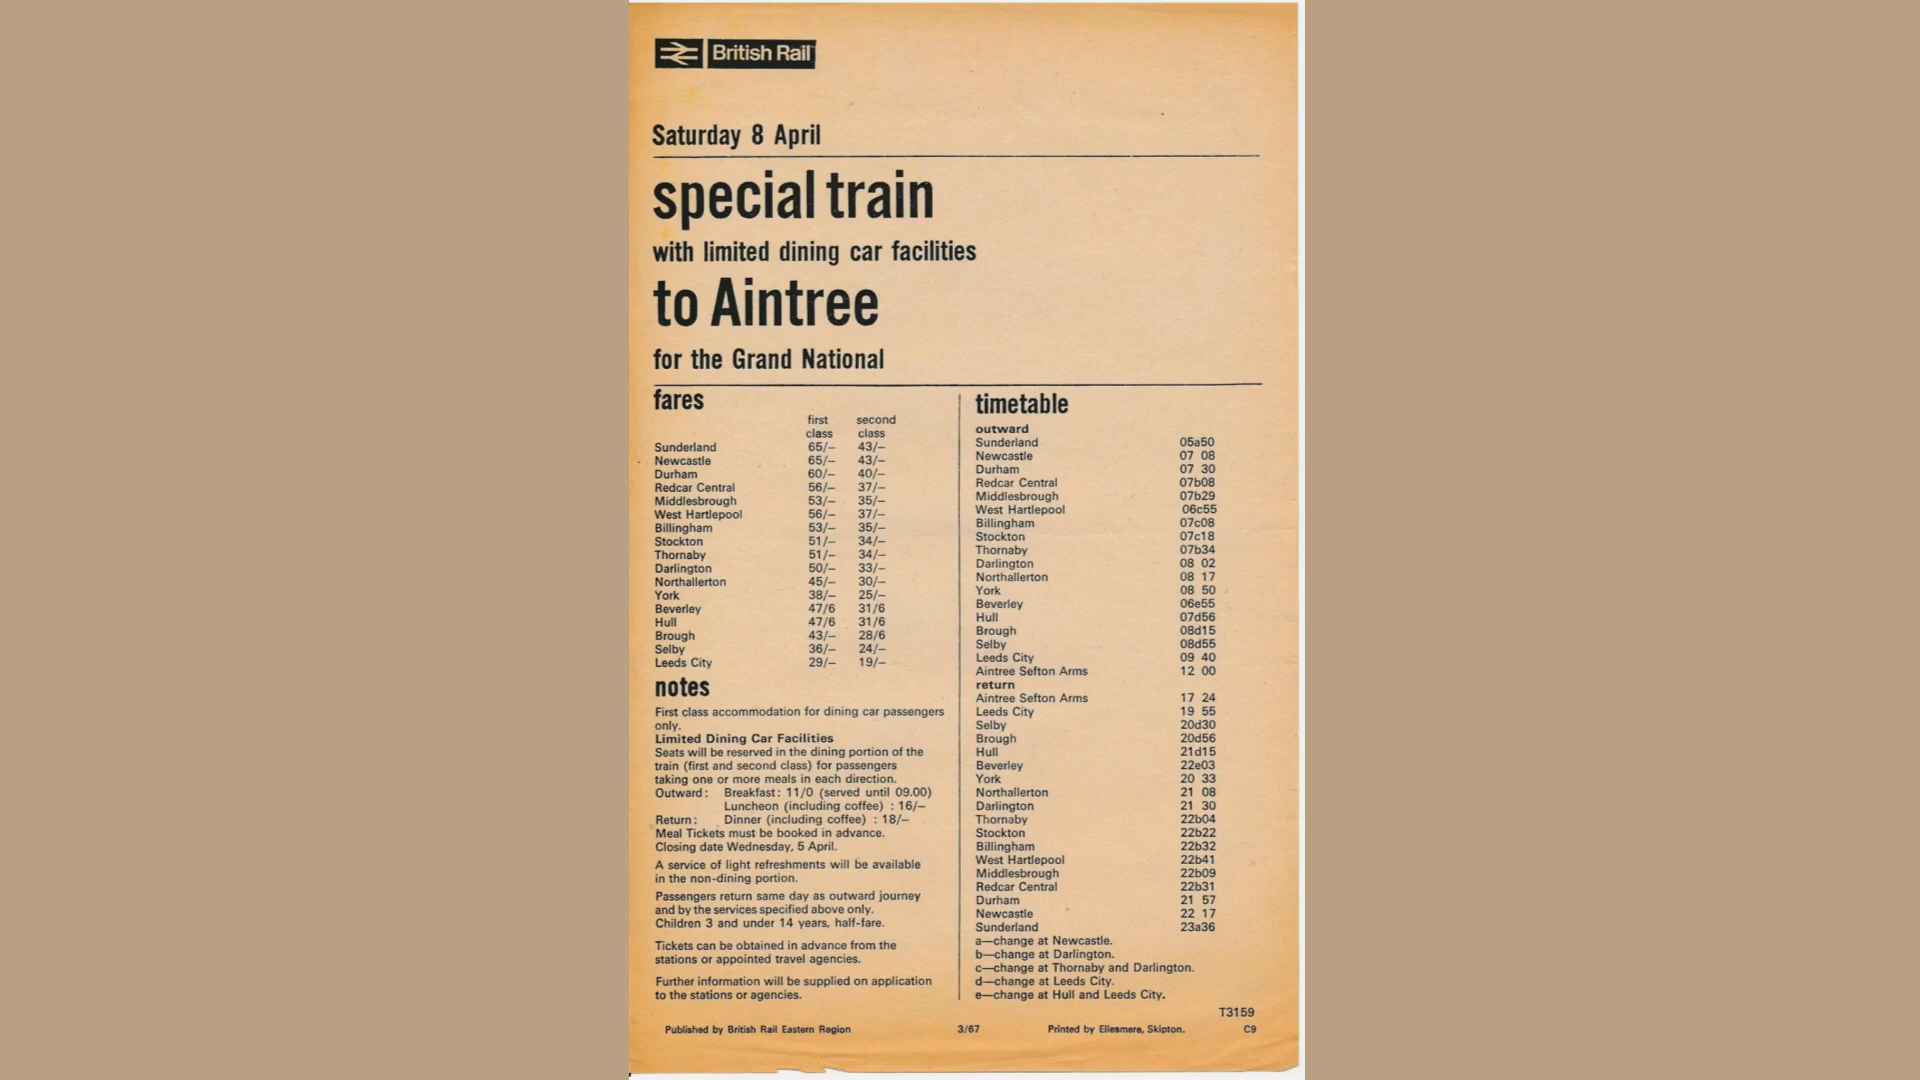 British Rail
Saturday 8 April
special train
with limited dining car facilities
to Aintree
for the Grand National
fares
first second
class class
Sunderland 65/– 43/–
Newcastle 65/– 43/–
Durham 60/– 40/–
Redcar Central 56/– 37/–
Middlesbrough 53/– 35/–
West Hartlepool 56/– 37/–
Billingham 53/– 35/–
Stockton 51/– 34/–
Thornaby 51/– 34/–
Darlington 50/– 33/–
Northallerton 45/– 30/–
York 38/– 25/–
Beverley 47/6 31/6
Hull 47/6 31/6
Brough 43/– 28/6
Selby 36/– 24/–
Leeds City 29/– 19/–
notes
First class accommodation for dining car passengers
only.
Limited Dining Car Facilities
Seats will be reserved in the dining portion of the
train (first and second class) for passengers
taking one or more meals in each direction.
Outward: Breakfast: 11/0 (served until 09.00)
Luncheon (including coffee) : 16/–
Return: Dinner (including coffee) : 18/–
Meal Tickets must be booked in advance.
Closing date Wednesday, 5 April.
A service of light refreshments will be available
in the non-dining portion.
Passengers return same day as outward journey
and by the services specified above only.
Children 3 and under 14 years, half-fare.
Tickets can be obtained in advance from the
stations or appointed travel agencies.
Further information will be supplied on application
to the stations or agencies.
timetable
outward
Sunderland 05a50
Newcastle 07 08
Durham 07 30
Redcar Central 07b08
Middlesbrough 07b29
West Hartlepool 06c55
Billingham 07c08
Stockton 07c18
Thornaby 07b34
Darlington 08 02
Northallerton 08 17
York 08 50
Beverley 06e55
Hull 07d56
Brough 08d15
Selby 08d55
Leeds City 09 40
Aintree Sefton Arms 12 00
return
Aintree Sefton Arms 17 24
Leeds City 19 55
Selby 20d30
Brough 20d56
Hull 21d15
Beverley 22e03
York 20 33
Northallerton 21 08
Darlington 21 30
Thornaby 22b04
Stockton 22b22
Billingham 22b32
West Hartlepool 22b41
Middlesbrough 22b09
Redcar Central 22b31
Durham 21 57
Newcastle 22 17
Sunderland 23a36
a—change at Newcastle.
b—change at Darlington.
c—change at Thornaby and Darlington.
d—change at Leeds City.
e—change at Hull and Leeds City.
T3159
Published by British Rail Eastern Region 3/67 Printed by Ellesmere, Skipton. C9